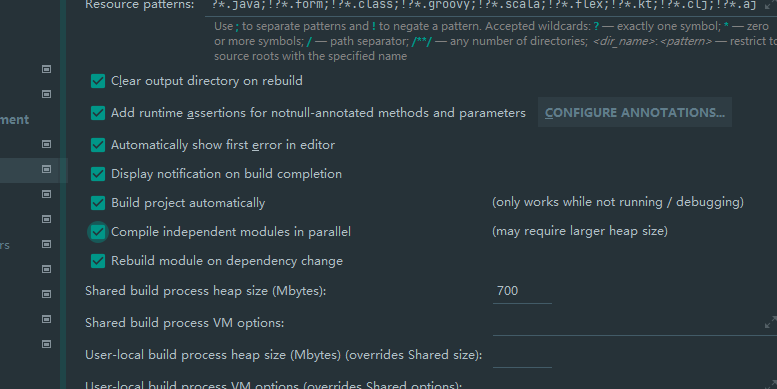 Resource patterns: !?*.java;!?*.form;!?*.class;!?*.groovy;!?*.scala;!?*.flex;!?*.kt;!?*.clj;!?*.aj
Use ; to separate patterns and ! to negate a pattern. Accepted wildcards: ? — exactly one symbol; * — zero
or more symbols; / — path separator; /**/ — any number of directories; <dir_name>:<pattern> — restrict to
source roots with the specified name
Clear output directory on rebuild
Add runtime assertions for notnull-annotated methods and parameters CONFIGURE ANNOTATIONS...
ment
Automatically show first error in editor
Display notification on build completion
Build project automatically (only works while not running / debugging)
Compile independent modules in parallel (may require larger heap size)
rs
Rebuild module on dependency change
Shared build process heap size (Mbytes): 700
Shared build process VM options:
User-local build process heap size (Mbytes) (overrides Shared size):
User-local build process VM options (overrides Shared options):